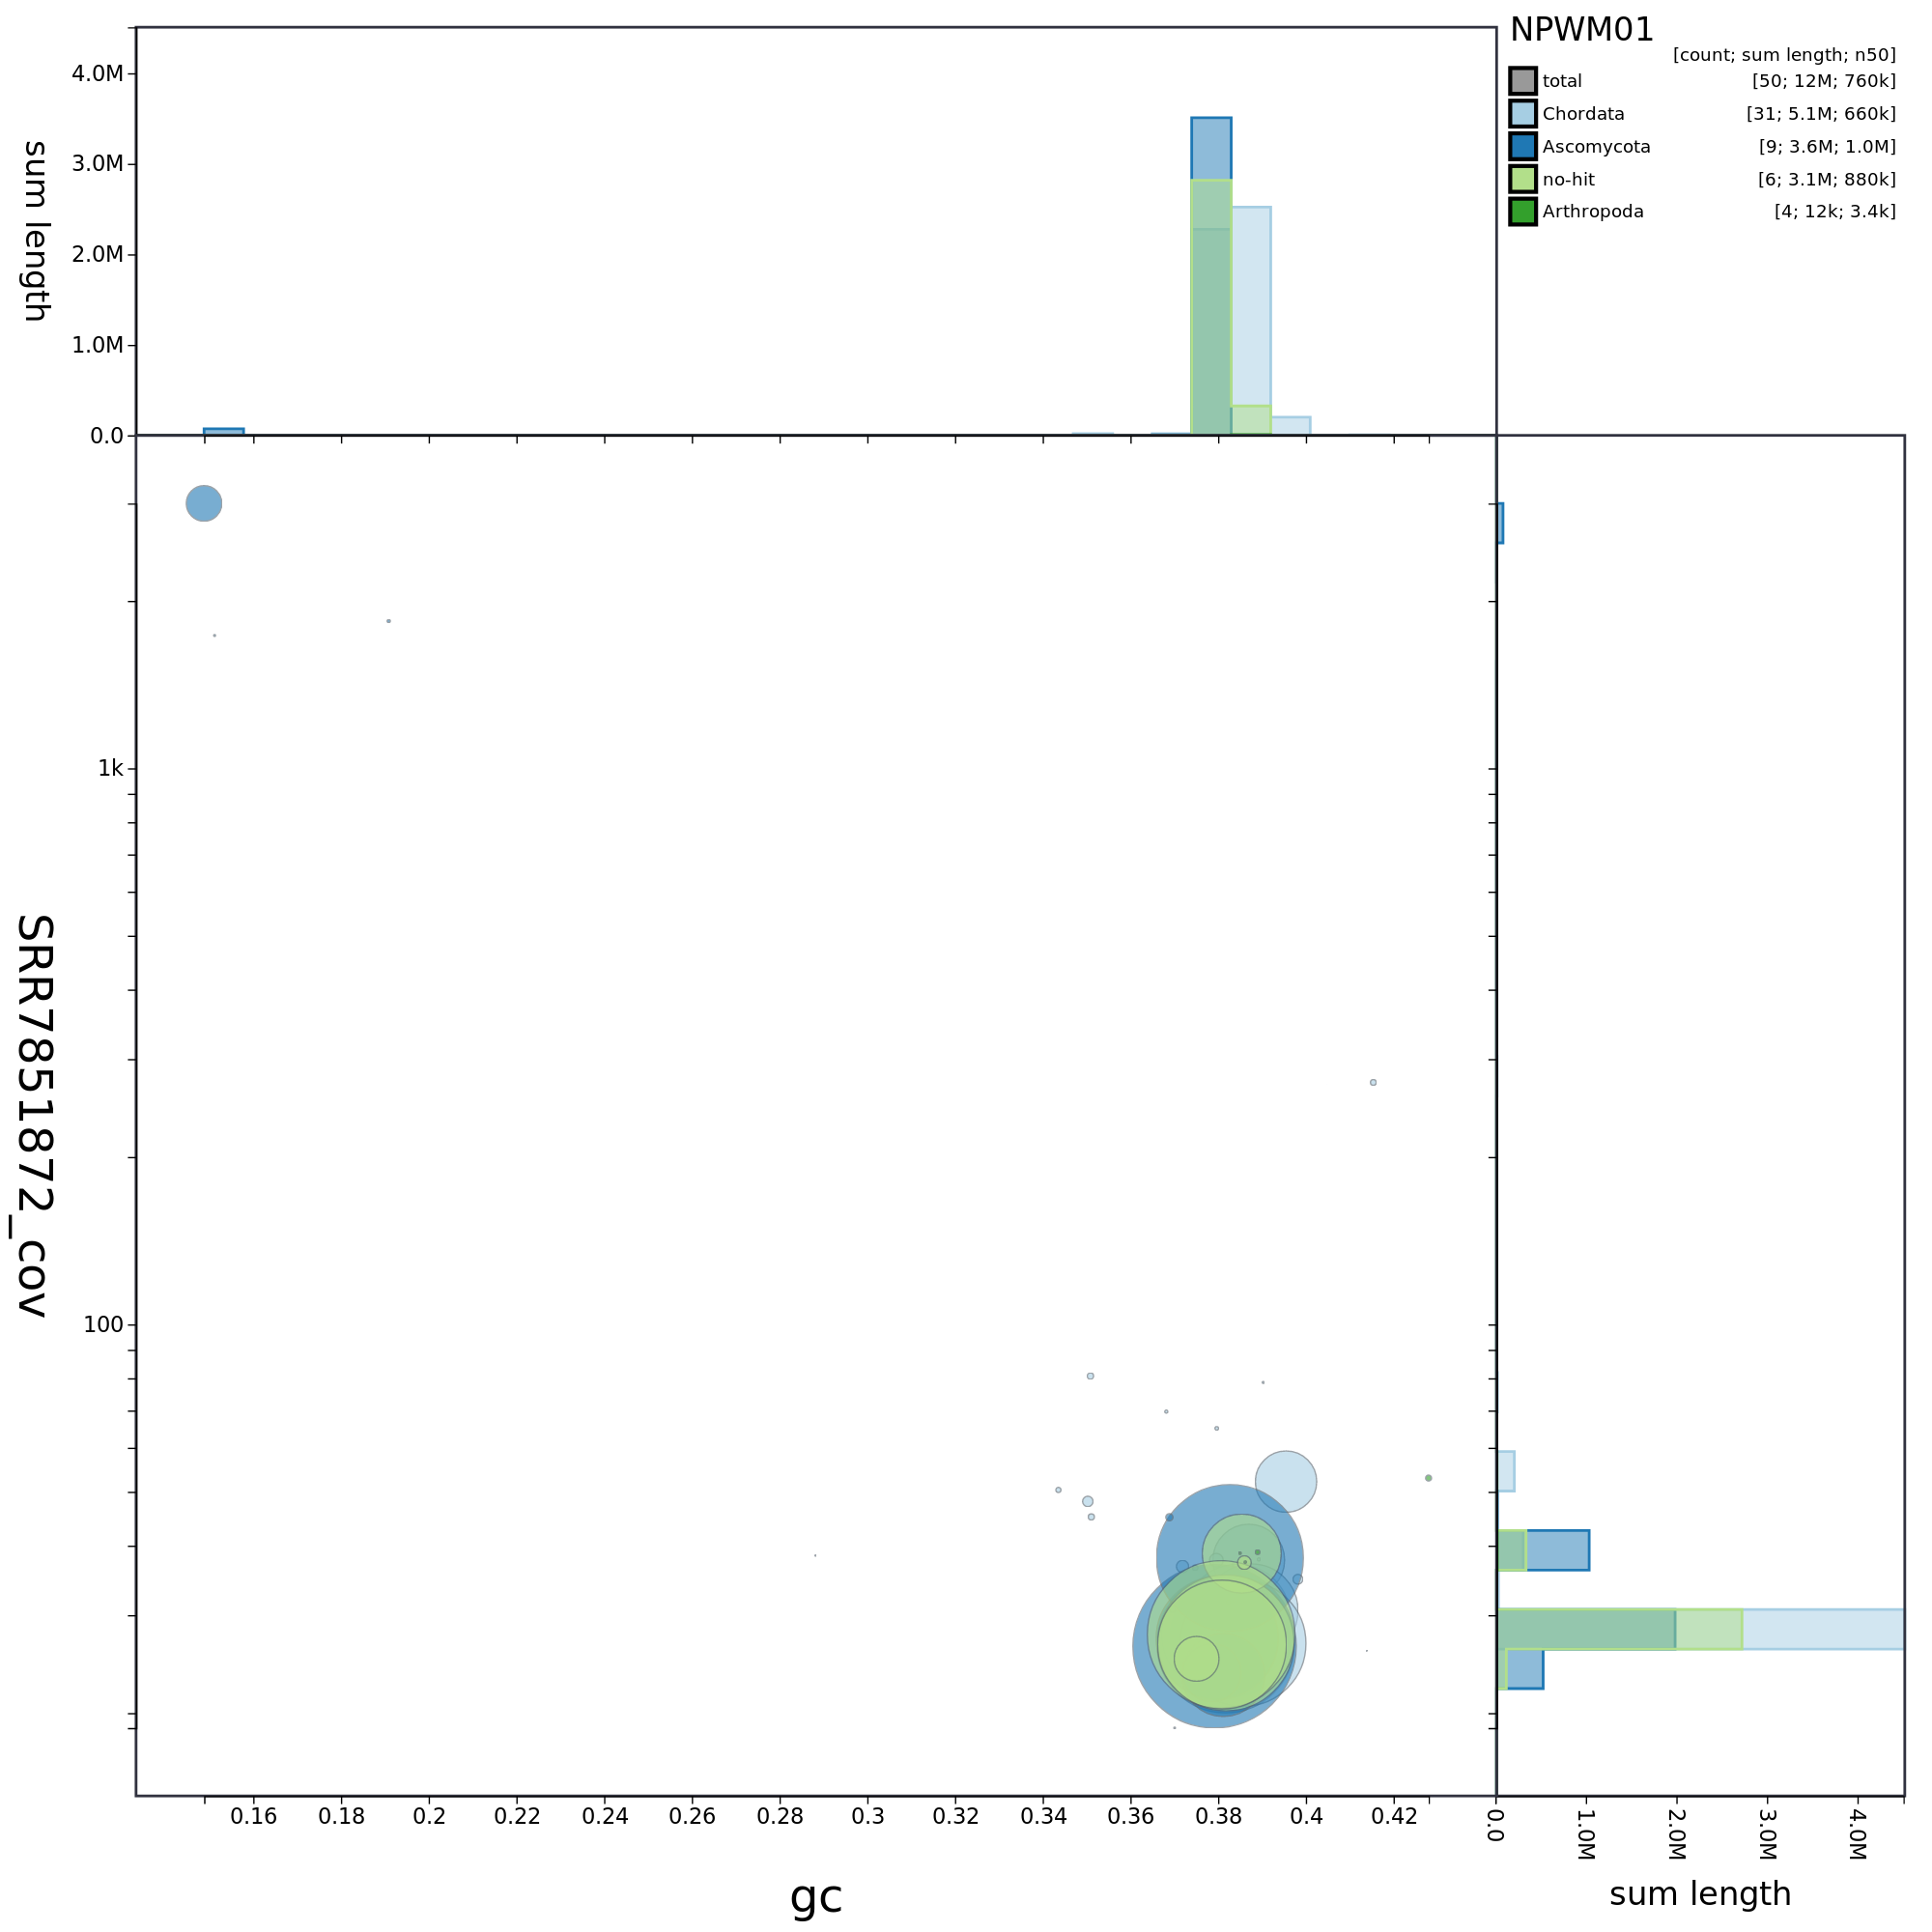 NPWM01
[count; sum length; n50]
total [50; 12M; 760k]
Chordata [31; 5.1M; 660k]
Ascomycota [9; 3.6M; 1.0M]
no-hit [6; 3.1M; 880k]
Arthropoda [4; 12k; 3.4k]
sum length
4.0M
3.0M
2.0M
1.0M
0.0
SRR7851872_cov
1k
100
0.16 0.18 0.2 0.22 0.24 0.26 0.28 0.3 0.32 0.34 0.36 0.38 0.4 0.42
gc
0.0 1.0M 2.0M 3.0M 4.0M
sum length